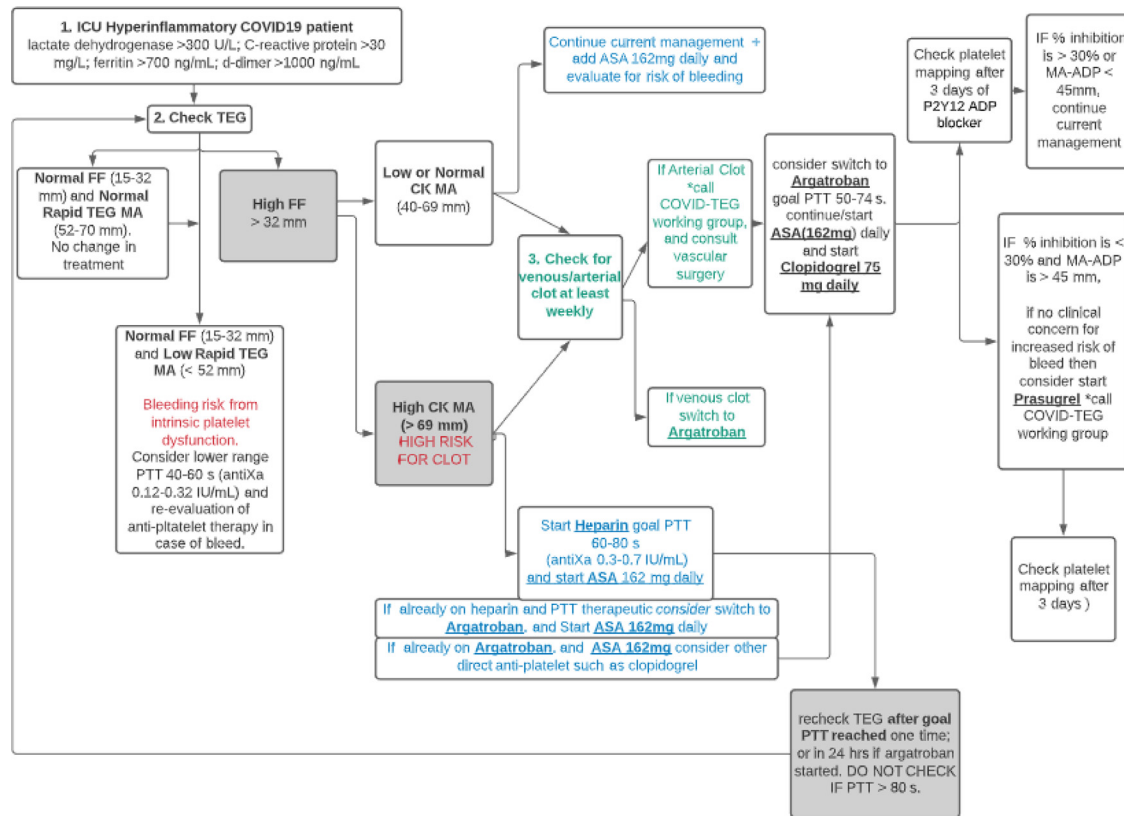 1. ICU Hyperinflammatory COVID19 patient
lactate dehydrogenase >300 U/L; C-reactive protein >30
mg/L; ferritin >700 ng/mL; d-dimer >1000 ng/mL
2. Check TEG
Normal FF (15-32
mm) and Normal
Rapid TEG MA
(52-70 mm).
No change in
treatment
High FF
> 32 mm
Normal FF (15-32 mm)
and Low Rapid TEG
MA (< 52 mm)
Bleeding risk from
intrinsic platelet
dysfunction.
Consider lower range
PTT 40-60 s (antiXa
0.12-0.32 IU/mL) and
re-evaluation of
anti-pltatelet therapy in
case of bleed.
Low or Normal
CK MA
(40-69 mm)
High CK MA
(> 69 mm)
HIGH RISK
FOR CLOT
Continue current management +
add ASA 162mg daily and
evaluate for risk of bleeding
3. Check for
venous/arterial
clot at least
weekly
If Arterial Clot
*call
COVID-TEG
working group,
and consult
vascular
surgery
If venous clot
switch to
Argatroban
Start Heparin goal PTT
60-80 s
(antiXa 0.3-0.7 IU/mL)
and start ASA 162 mg daily
If already on heparin and PTT therapeutic consider switch to
Argatroban, and Start ASA 162mg daily
If already on Argatroban, and ASA 162mg consider other
direct anti-platelet such as clopidogrel
consider switch to
Argatroban
goal PTT 50-74 s.
continue/start
ASA(162mg) daily
and start
Clopidogrel 75
mg daily
recheck TEG after goal
PTT reached one time;
or in 24 hrs if argatroban
started. DO NOT CHECK
IF PTT > 80 s.
Check platelet
mapping after
3 days of
P2Y12 ADP
blocker
IF % inhibition
is > 30% or
MA-ADP <
45mm,
continue
current
management
IF % inhibition is <
30% and MA-ADP
is > 45 mm,
if no clinical
concern for
increased risk of
bleed then
consider start
Prasugrel *call
COVID-TEG
working group
Check platelet
mapping after
3 days )